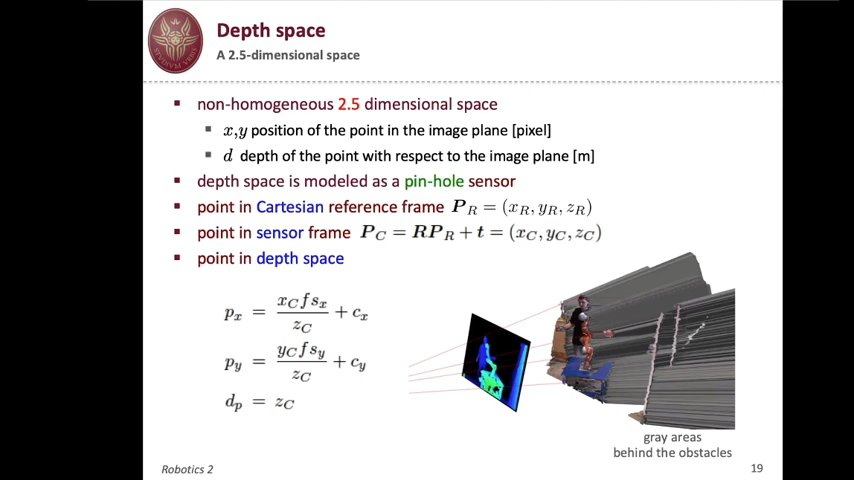 Depth space
A 2.5-dimensional space
non-homogeneous 2.5 dimensional space
x,y position of the point in the image plane [pixel]
d depth of the point with respect to the image plane [m]
depth space is modeled as a pin-hole sensor
point in Cartesian reference frame P_R = (x_R, y_R, z_R)
point in sensor frame P_C = RP_R + t = (x_C, y_C, z_C)
point in depth space
p_x = x_C f s_x / z_C + c_x
p_y = y_C f s_y / z_C + c_y
d_p = z_C
gray areas
behind the obstacles
Robotics 2
19